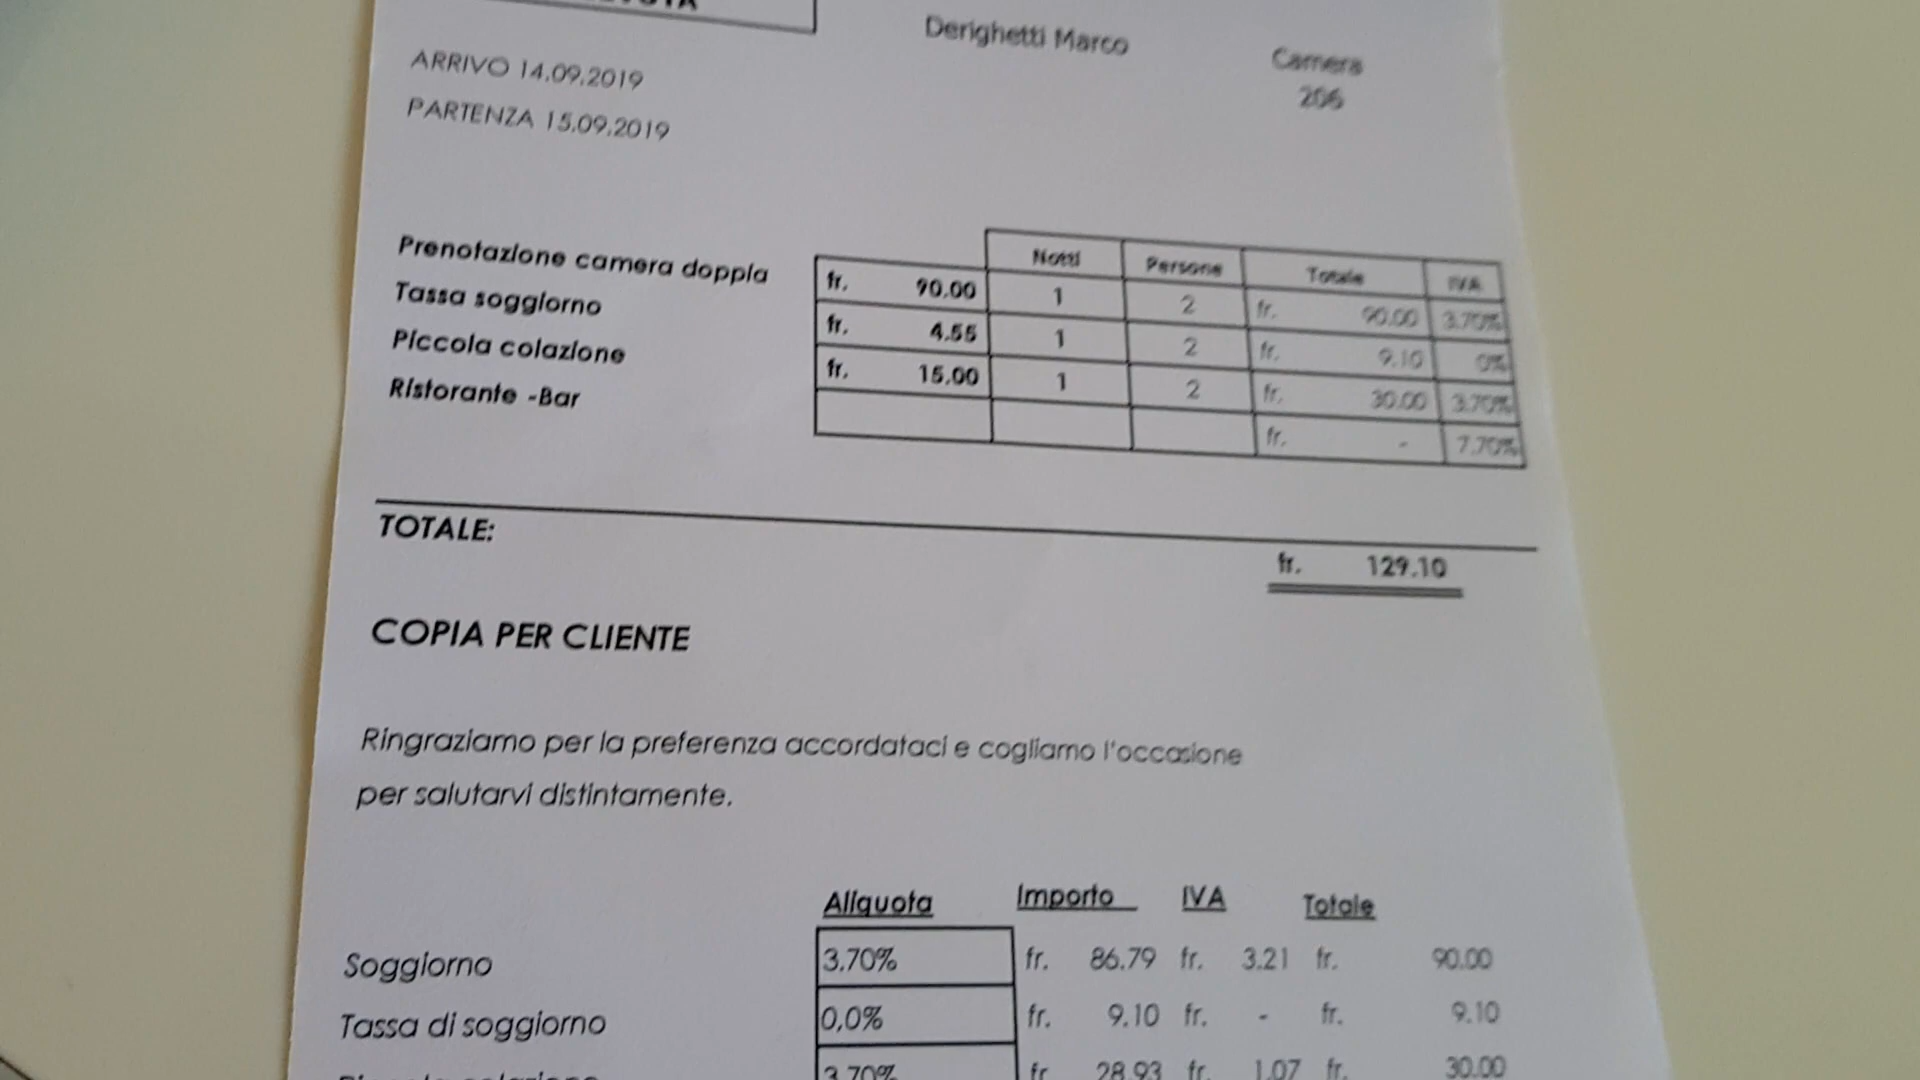 Derighetti Marco
Camera
206
ARRIVO 14.09.2019
PARTENZA 15.09.2019
Notti Persone Totale IVA
Prenotazione camera doppia fr. 90.00 1 2 fr. 90.00 3.70%
Tassa soggiorno fr. 4.55 1 2 fr. 9.10 0%
Piccola colazione fr. 15.00 1 2 fr. 30.00 3.70%
Ristorante -Bar fr. - 7.70%
TOTALE: fr. 129.10
COPIA PER CLIENTE
Ringraziamo per la preferenza accordataci e cogliamo l'occasione
per salutarvi distintamente.
Aliquota Importo IVA Totale
Soggiorno 3.70% fr. 86.79 fr. 3.21 fr. 90.00
Tassa di soggiorno 0,0% fr. 9.10 fr. - fr. 9.10
3.70% fr 28.93 fr. 1.07 fr. 30.00